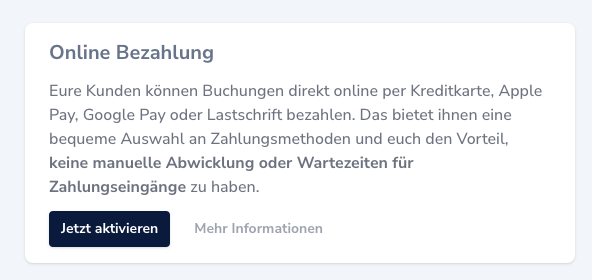 Online Bezahlung
Eure Kunden können Buchungen direkt online per Kreditkarte, Apple
Pay, Google Pay oder Lastschrift bezahlen. Das bietet ihnen eine
bequeme Auswahl an Zahlungsmethoden und euch den Vorteil,
keine manuelle Abwicklung oder Wartezeiten für
Zahlungseingänge zu haben.
Jetzt aktivieren Mehr Informationen